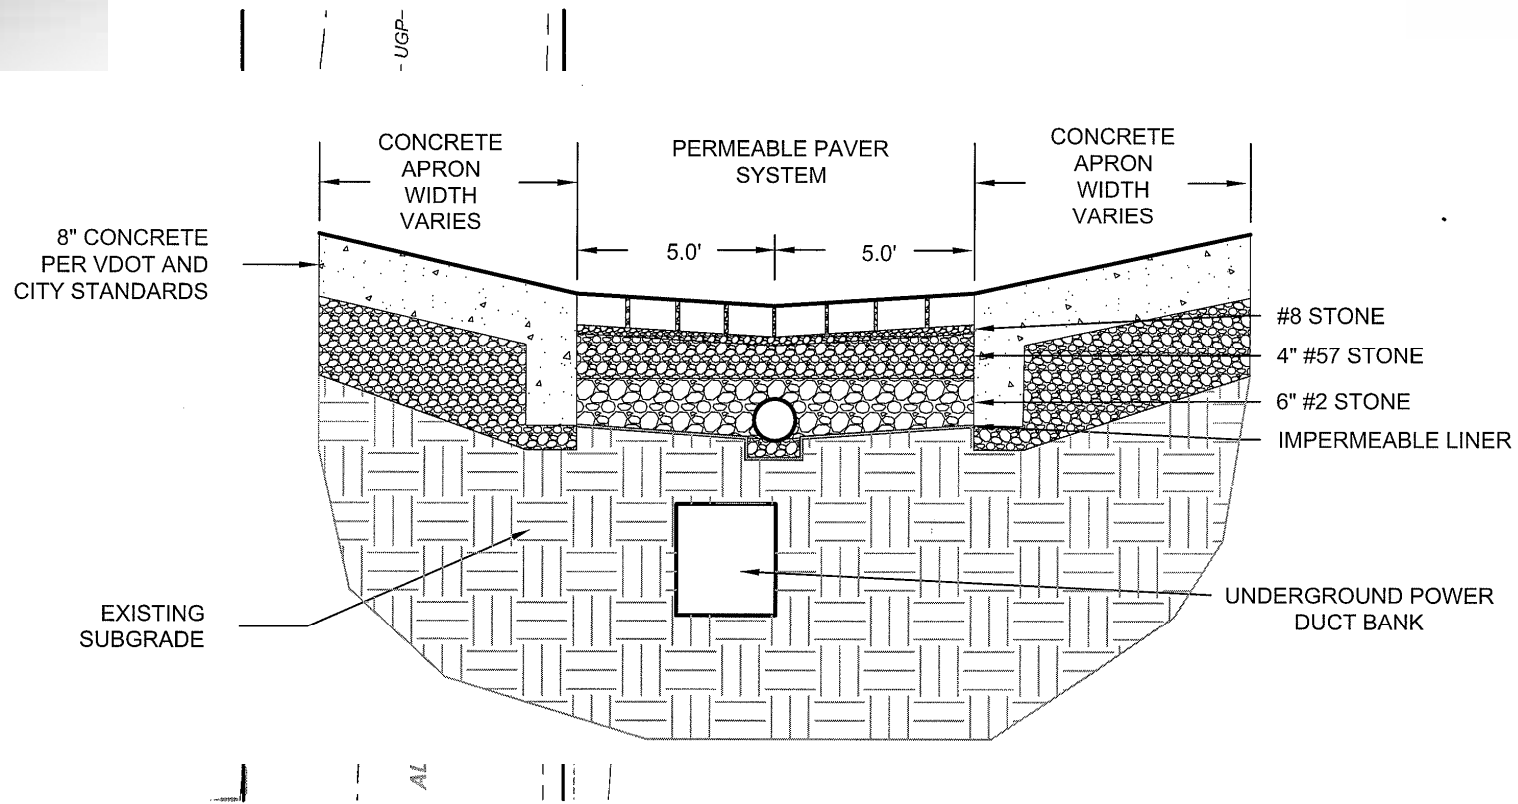 UGP
CONCRETE
APRON
WIDTH
VARIES
PERMEABLE PAVER
SYSTEM
CONCRETE
APRON
WIDTH
VARIES
8" CONCRETE
PER VDOT AND
CITY STANDARDS
5.0'
5.0'
#8 STONE
4" #57 STONE
6" #2 STONE
IMPERMEABLE LINER
EXISTING
SUBGRADE
UNDERGROUND POWER
DUCT BANK
AL